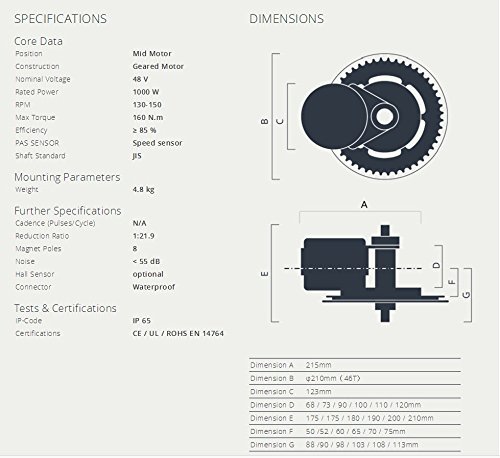 SPECIFICATIONS
Core Data
Position Mid Motor
Construction Geared Motor
Nominal Voltage 48 V
Rated Power 1000 W
RPM 130-150
Max Torque 160 N.m
Efficiency ≥ 85 %
PAS SENSOR Speed sensor
Shaft Standard JIS
Mounting Parameters
Weight 4.8 kg
Further Specifications
Cadence (Pulses/Cycle) N/A
Reduction Ratio 1:21.9
Magnet Poles 8
Noise < 55 dB
Hall Sensor optional
Connector Waterproof
Tests & Certifications
IP-Code IP 65
Certifications CE / UL / ROHS EN 14764
DIMENSIONS
B
C
A
E
D
F
G
Dimension A 215mm
Dimension B φ210mm (46T)
Dimension C 123mm
Dimension D 68 / 73 / 90 / 100 / 110 / 120mm
Dimension E 175 / 175 / 180 / 190 / 200 / 210mm
Dimension F 50 /52 / 60 / 65 / 70 / 75mm
Dimension G 88 /90 / 98 / 103 / 108 / 113mm